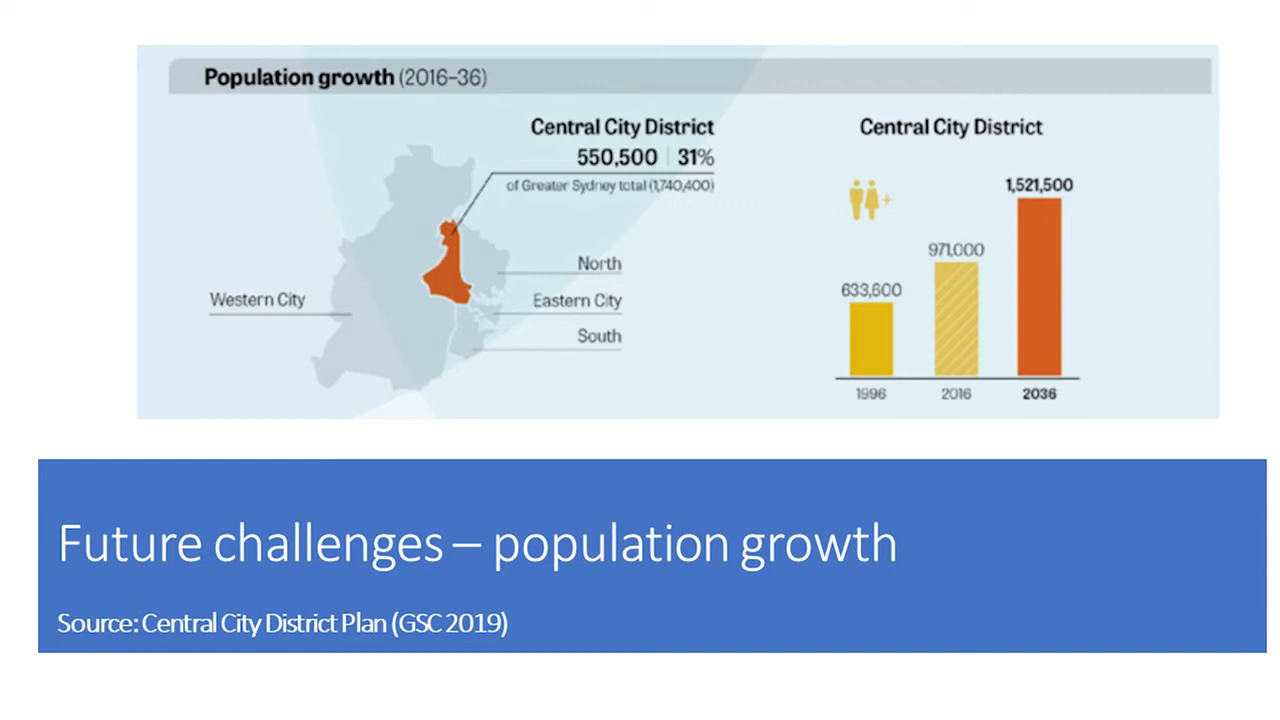 Population growth (2016–36)
Central City District
550,500 | 31%
of Greater Sydney total (1,740,400)
North
Western City
Eastern City
South
Central City District
1,521,500
971,000
633,600
1996
2016
2036
Future challenges – population growth
Source: Central City District Plan (GSC 2019)